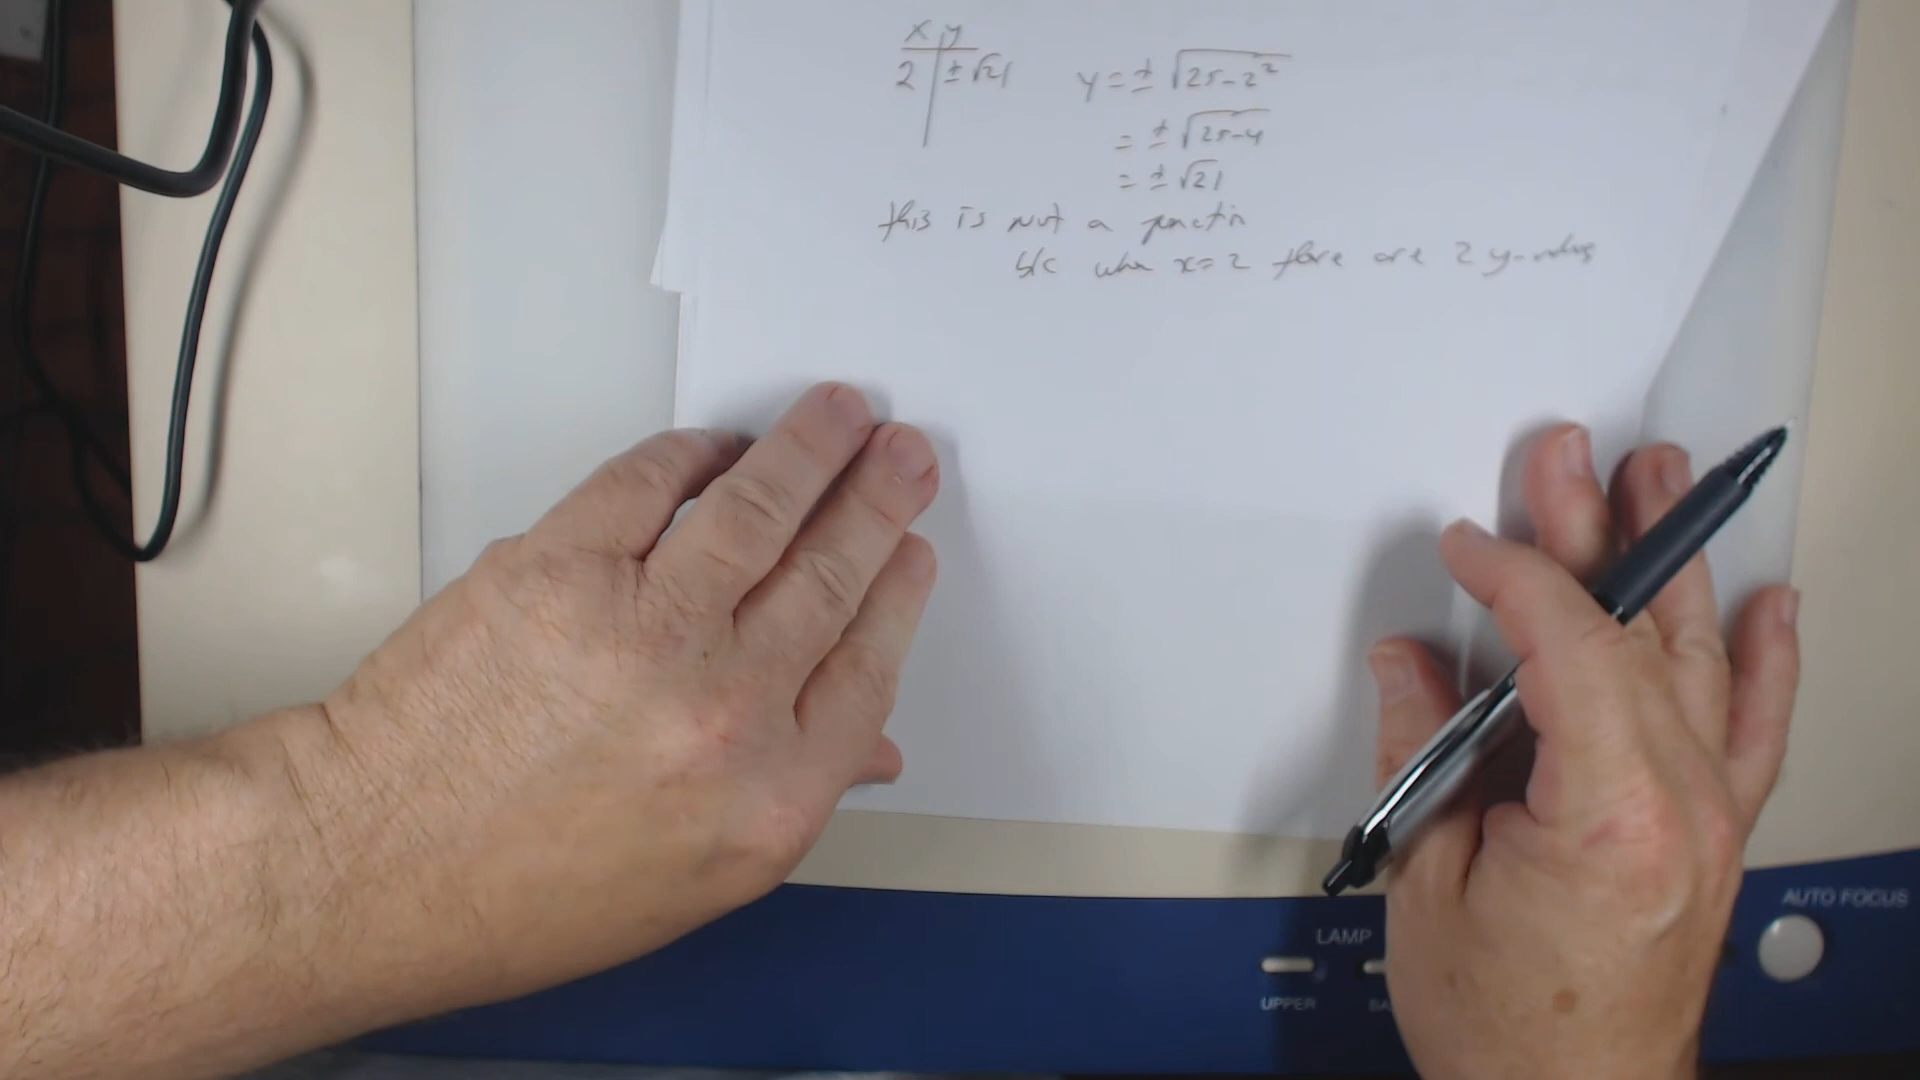 x y
2 ±√21 y = ± √25-2²
= ± √25-4
= ± √21
this is not a function
b/c when x=2 there are 2 y-values
AUTO FOCUS
LAMP
UPPER BA